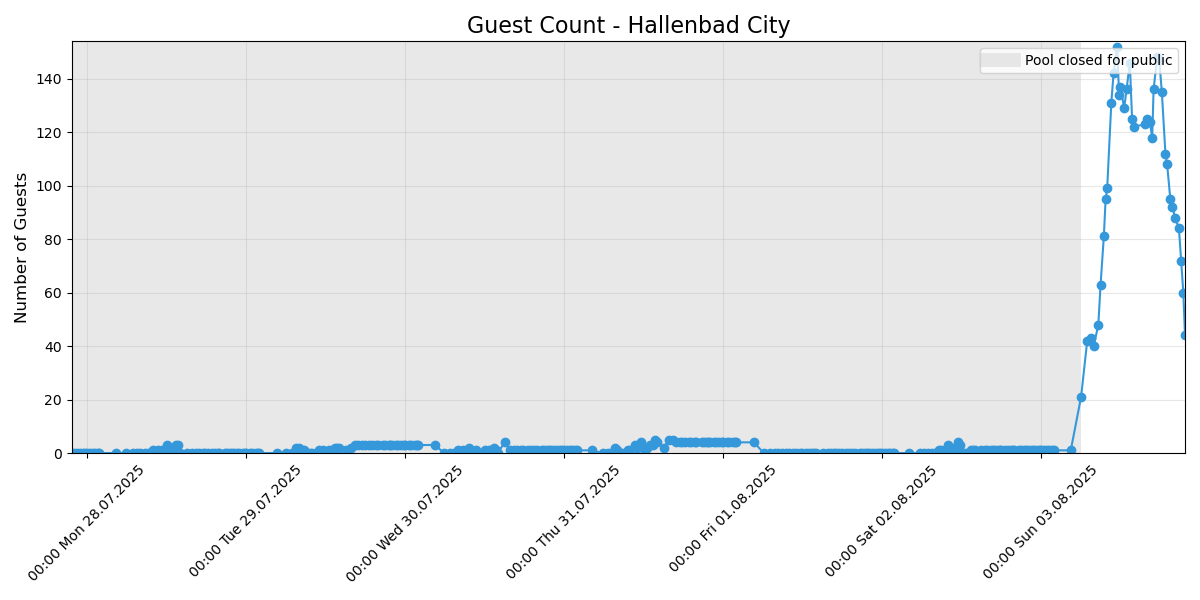 Guest Count - Hallenbad City
Pool closed for public
Number of Guests
140
120
100
80
60
40
20
0
00:00 Mon 28.07.2025
00:00 Tue 29.07.2025
00:00 Wed 30.07.2025
00:00 Thu 31.07.2025
00:00 Fri 01.08.2025
00:00 Sat 02.08.2025
00:00 Sun 03.08.2025